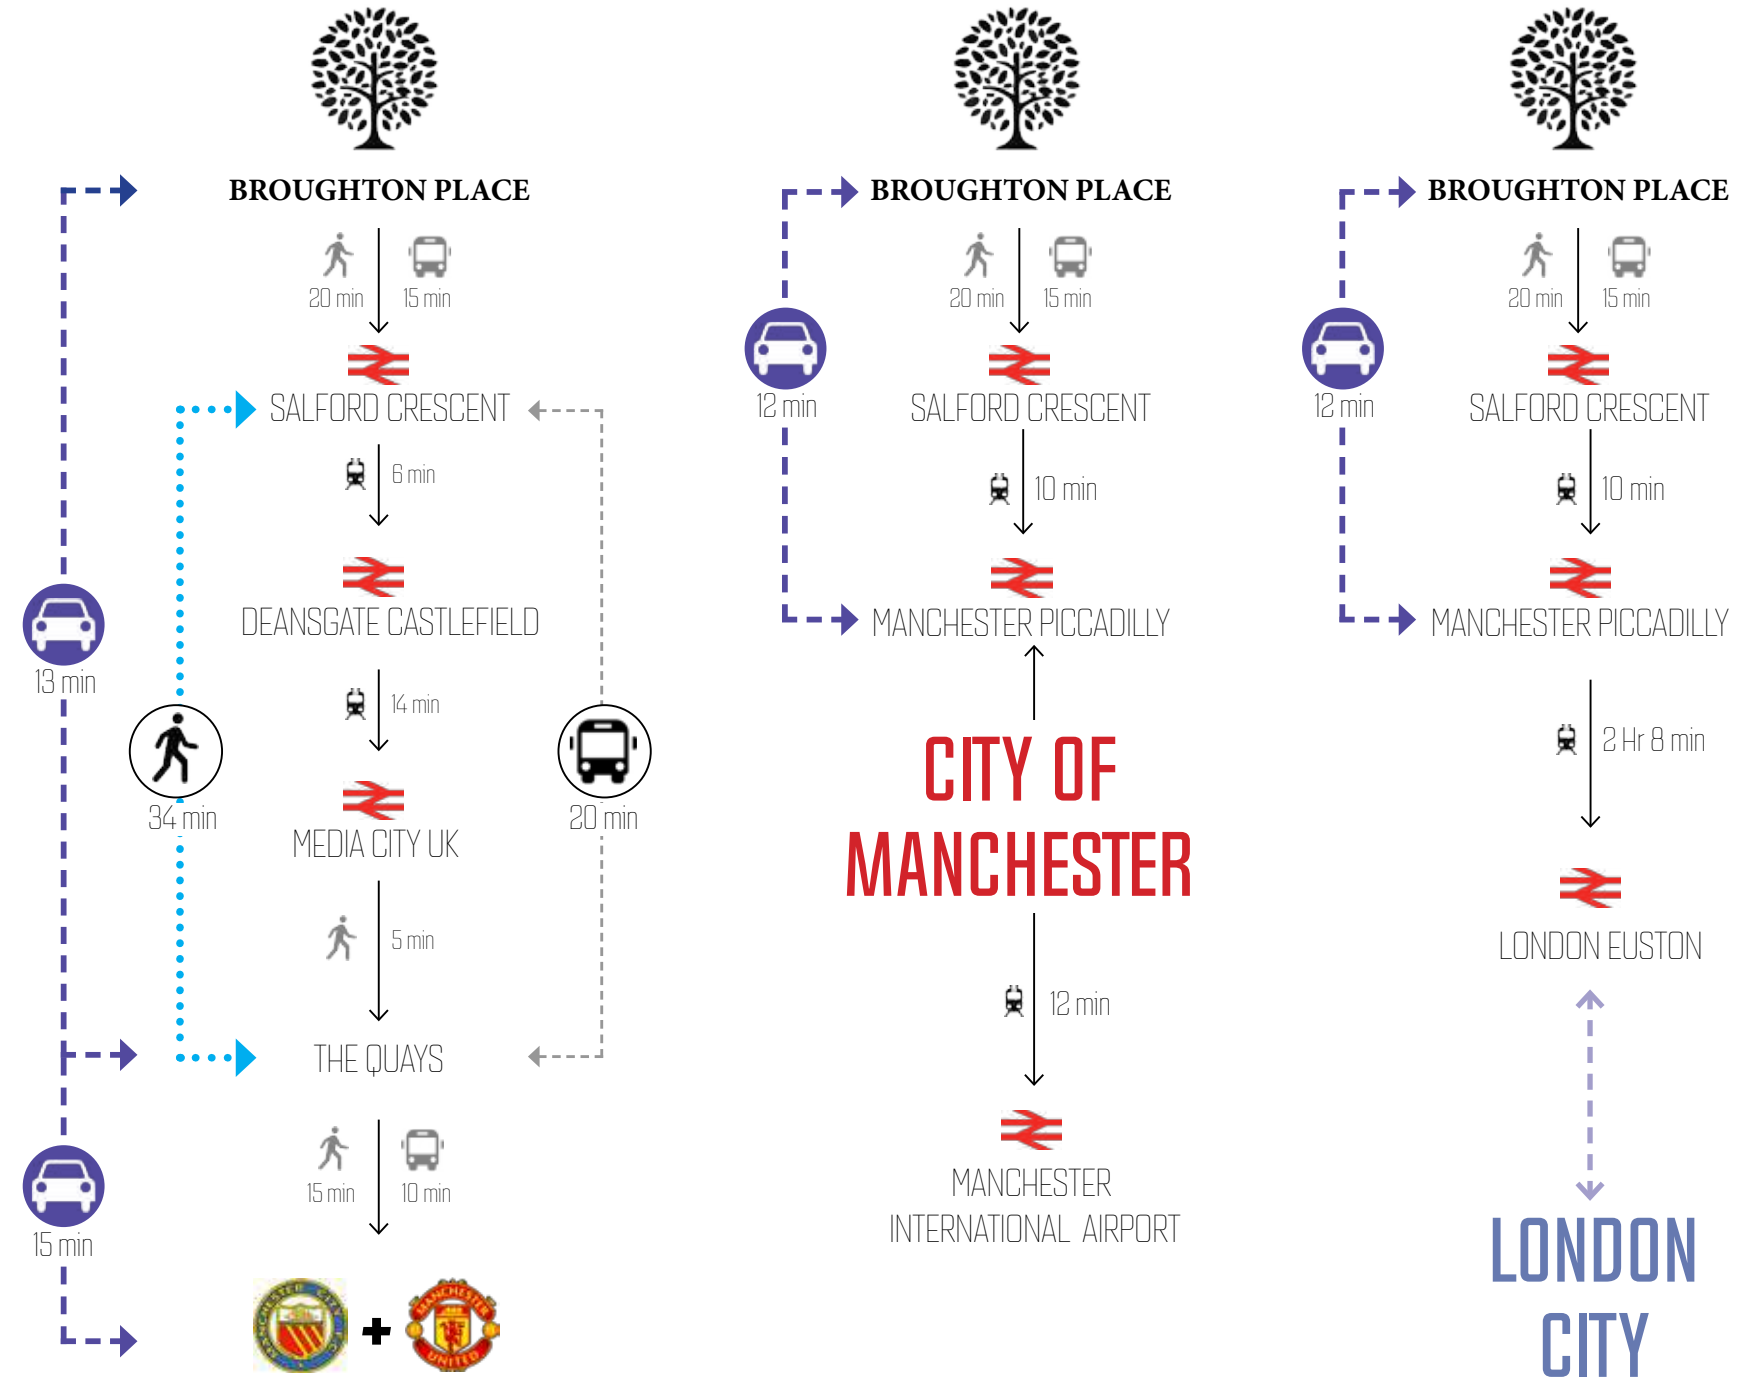 BROUGHTON PLACE
20 min
15 min
SALFORD CRESCENT
6 min
DEANSGATE CASTLEFIELD
13 min
14 min
34 min
20 min
MEDIA CITY UK
5 min
THE QUAYS
15 min
10 min
15 min
MANCHESTER CITY F.C.
MANCHESTER
UNITED
BROUGHTON PLACE
20 min
15 min
12 min
SALFORD CRESCENT
10 min
MANCHESTER PICCADILLY
CITY OF
MANCHESTER
12 min
MANCHESTER
INTERNATIONAL AIRPORT
BROUGHTON PLACE
20 min
15 min
12 min
SALFORD CRESCENT
10 min
MANCHESTER PICCADILLY
2 Hr 8 min
LONDON EUSTON
LONDON
CITY